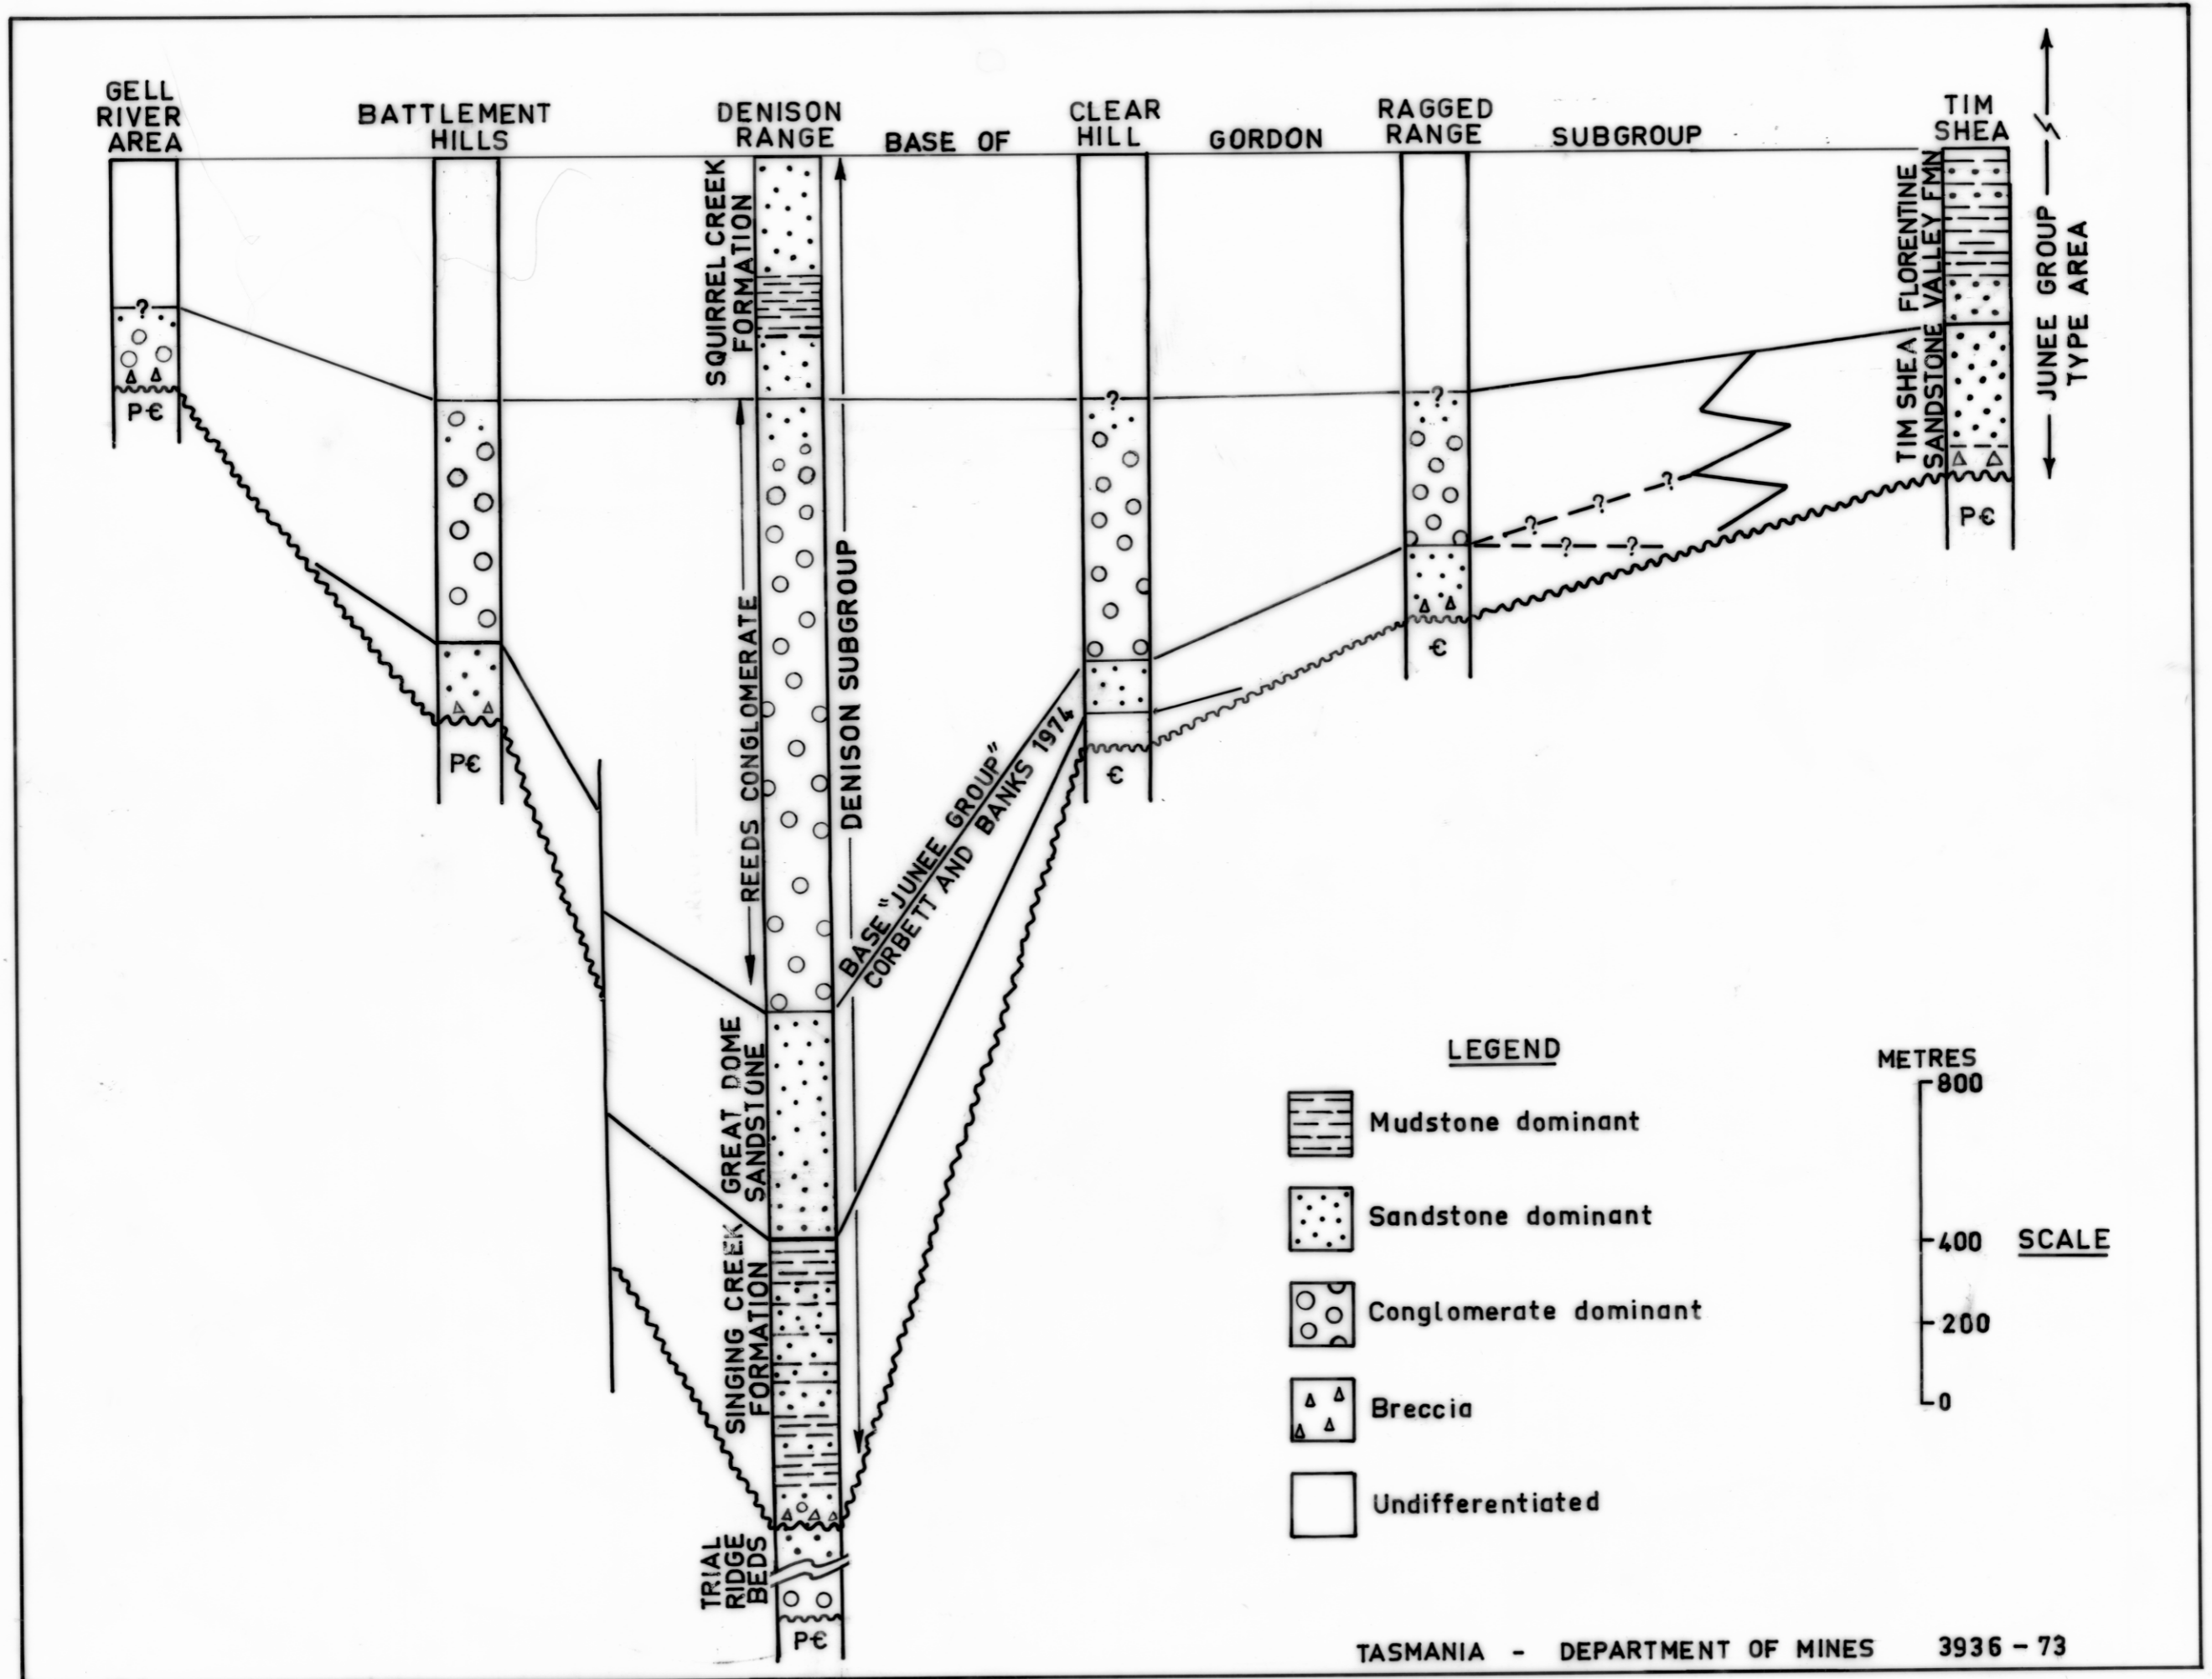 GELL
RIVER
AREA
BATTLEMENT
HILLS
DENISON
RANGE
BASE OF
CLEAR
HILL
GORDON
RAGGED
RANGE
SUBGROUP
TIM
SHEA
SQUIRREL CREEK
FORMATION
REEDS CONGLOMERATE
DENISON SUBGROUP
GREAT DOME
SANDSTONE
SINGING CREEK
FORMATION
TRIAL
RIDGE
BEDS
BASE "JUNEE GROUP"
CORBETT AND BANKS 1974
TIM SHEA FLORENTINE
SANDSTONE VALLEY FMN
JUNEE GROUP
TYPE AREA
?
PЄ
PЄ
PЄ
?
Є
?
Є
? ? ?
? ?
PЄ
LEGEND
Mudstone dominant
Sandstone dominant
Conglomerate dominant
Breccia
Undifferentiated
METRES
800
400
200
0
SCALE
TASMANIA - DEPARTMENT OF MINES 3936-73